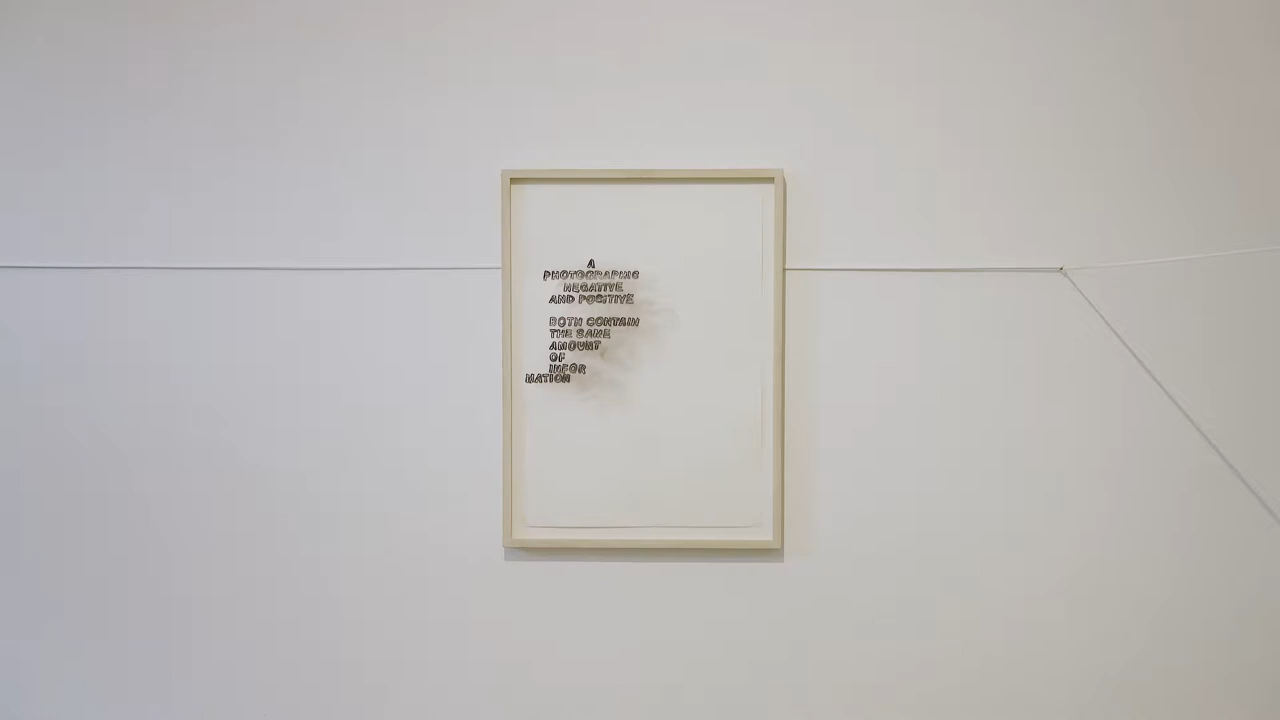 A
PHOTOGRAPHIC
NEGATIVE
AND POSITIVE
BOTH CONTAIN
THE SAME
AMOUNT
OF
INFOR
MATION